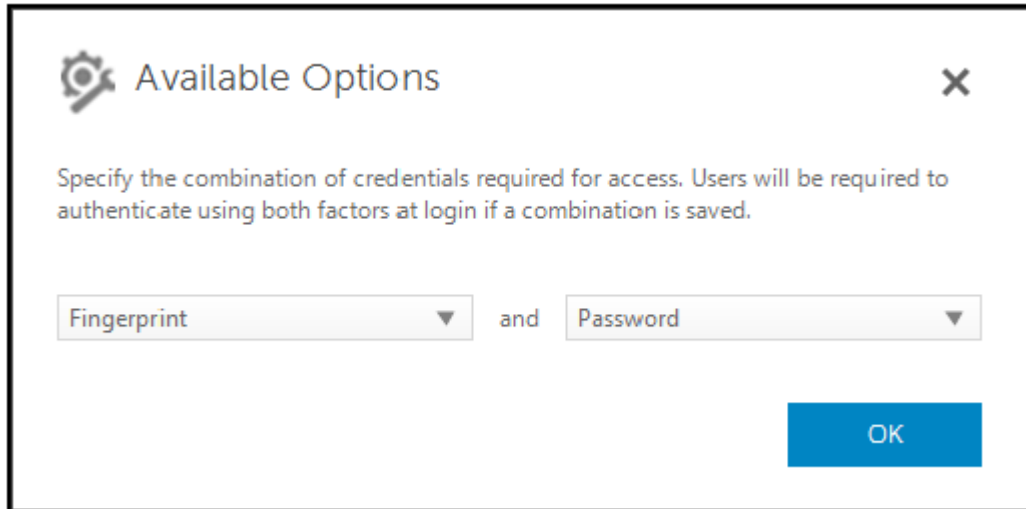 Available Options
Specify the combination of credentials required for access. Users will be required to
authenticate using both factors at login if a combination is saved.
Fingerprint and Password
OK